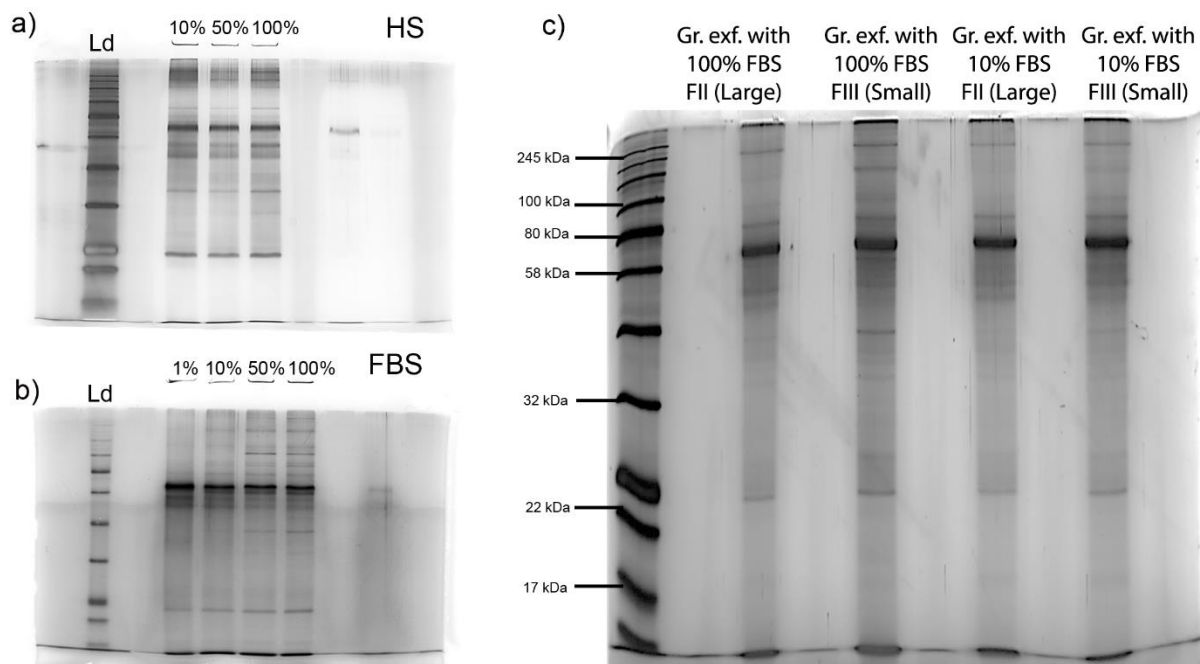 a)
10% 50% 100%
HS
Ld
b)
1% 10% 50% 100%
FBS
Ld
c)
Gr. exf. with
100% FBS
FII (Large)
Gr. exf. with
100% FBS
FIII (Small)
Gr. exf. with
10% FBS
FII (Large)
Gr. exf. with
10% FBS
FIII (Small)
245 kDa
100 kDa
80 kDa
58 kDa
32 kDa
22 kDa
17 kDa